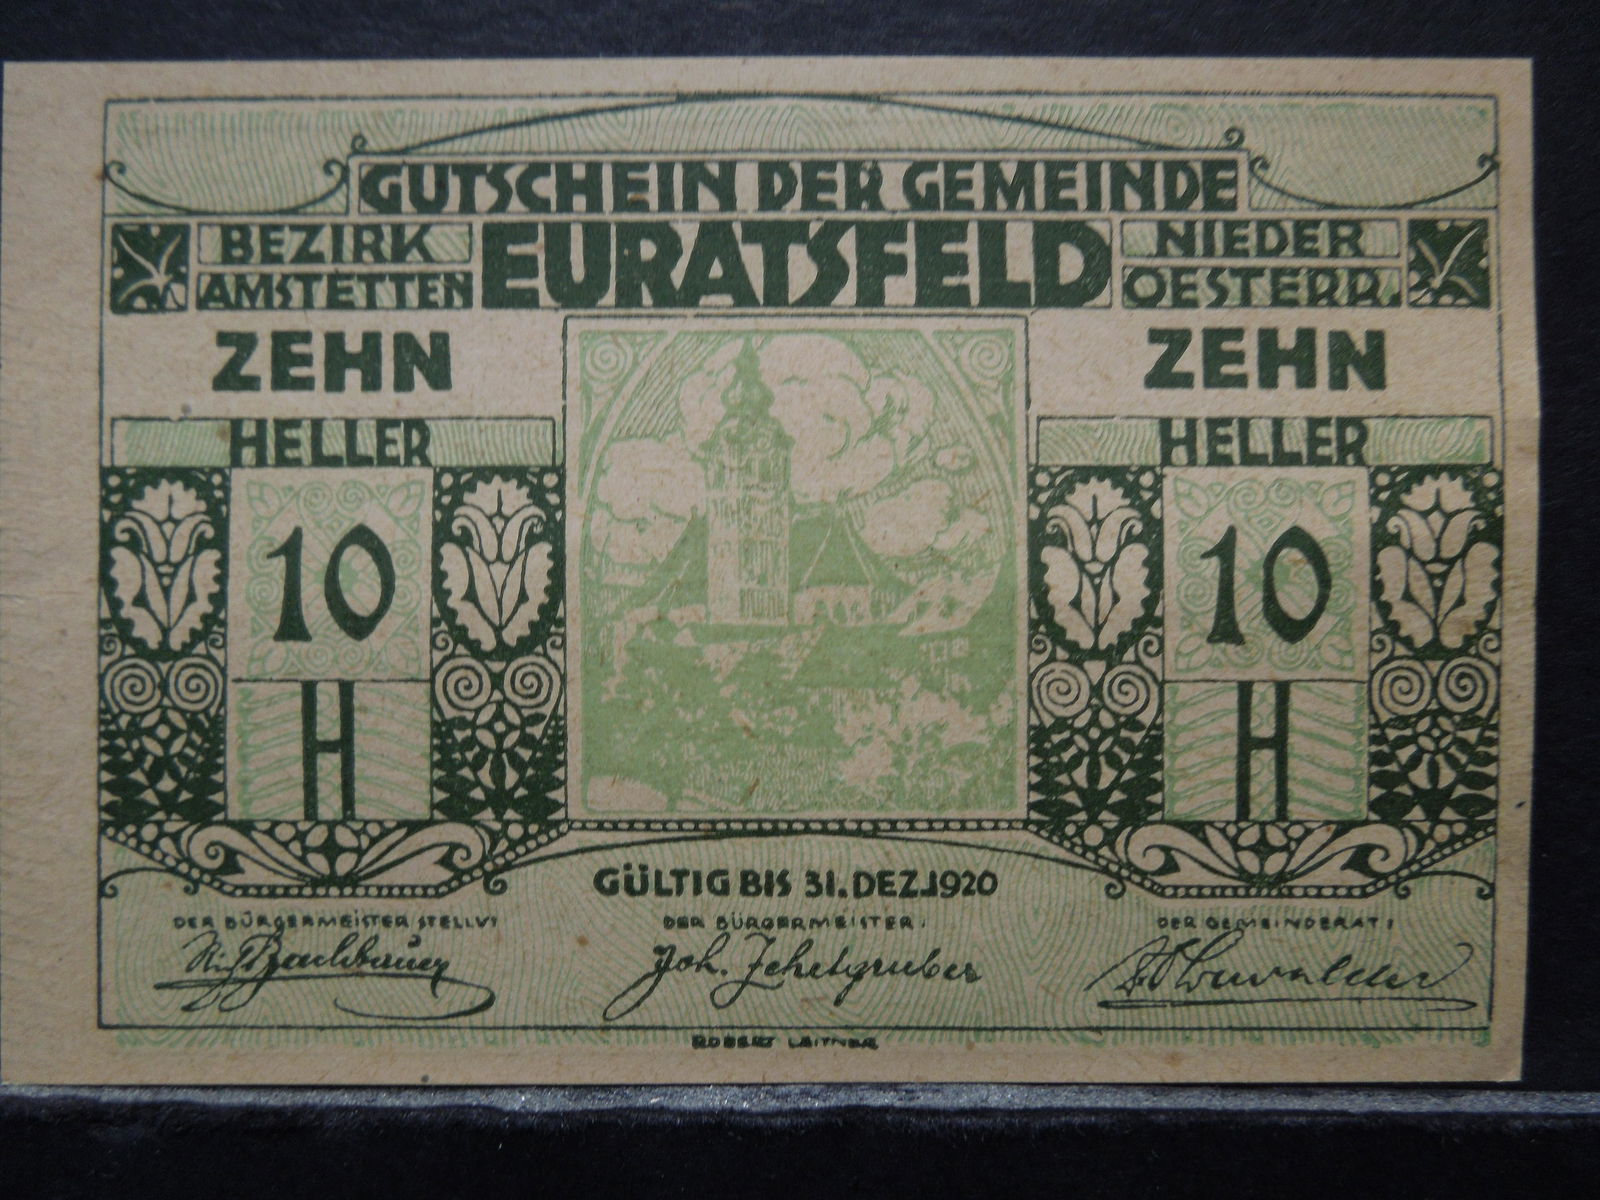 GUTSCHEIN DER GEMEINDE
BEZIRK
AMSTETTEN
EURATSFELD
NIEDER
OESTERR.
ZEHN
HELLER
10
H
ZEHN
HELLER
10
H
GÜLTIG BIS 31. DEZ. 1920
DER BÜRGERMEISTER STELLV:
DER BÜRGERMEISTER:
Joh. Zehetgruber
DER GEMEINDERAT:
ROBERT LEITNER